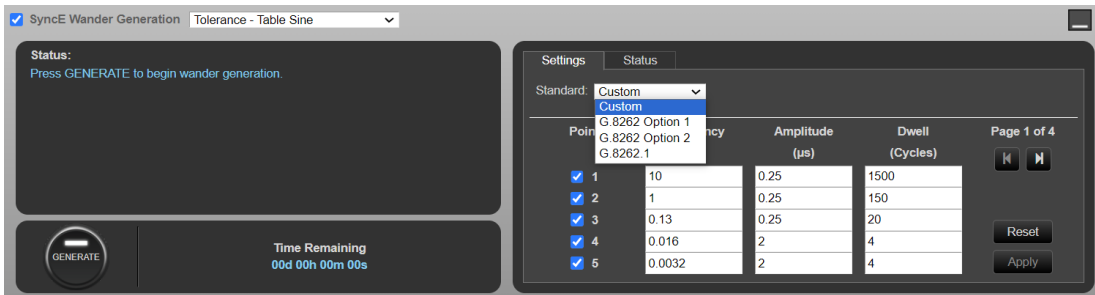 SyncE Wander Generation Tolerance - Table Sine
Status:
Press GENERATE to begin wander generation.
GENERATE
Time Remaining
00d 00h 00m 00s
Settings Status
Standard: Custom
Custom
G.8262 Option 1
G.8262 Option 2
G.8262.1
Poin ncy Amplitude Dwell Page 1 of 4
(µs) (Cycles)
1 10 0.25 1500
2 1 0.25 150
3 0.13 0.25 20
4 0.016 2 4
5 0.0032 2 4
Reset
Apply